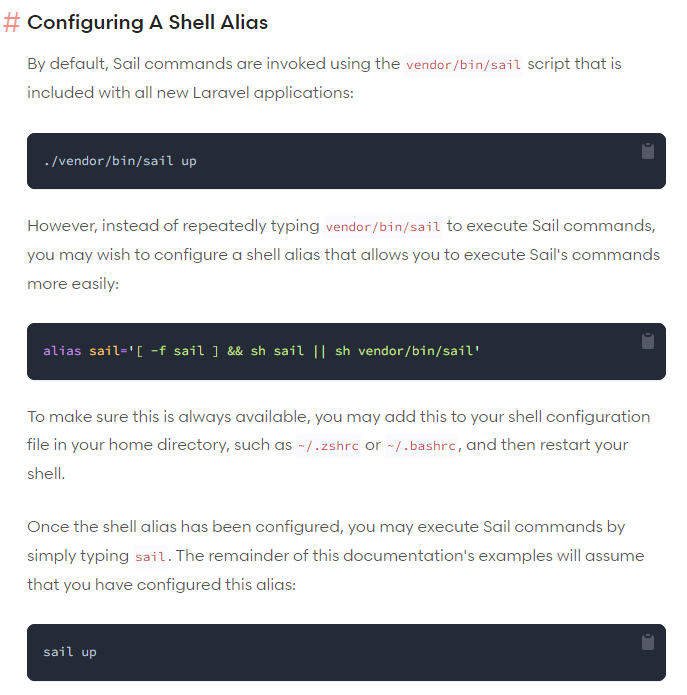 # Configuring A Shell Alias
By default, Sail commands are invoked using the vendor/bin/sail script that is
included with all new Laravel applications:
./vendor/bin/sail up
However, instead of repeatedly typing vendor/bin/sail to execute Sail commands,
you may wish to configure a shell alias that allows you to execute Sail's commands
more easily:
alias sail='[ -f sail ] && sh sail || sh vendor/bin/sail'
To make sure this is always available, you may add this to your shell configuration
file in your home directory, such as ~/.zshrc or ~/.bashrc, and then restart your
shell.
Once the shell alias has been configured, you may execute Sail commands by
simply typing sail. The remainder of this documentation's examples will assume
that you have configured this alias:
sail up